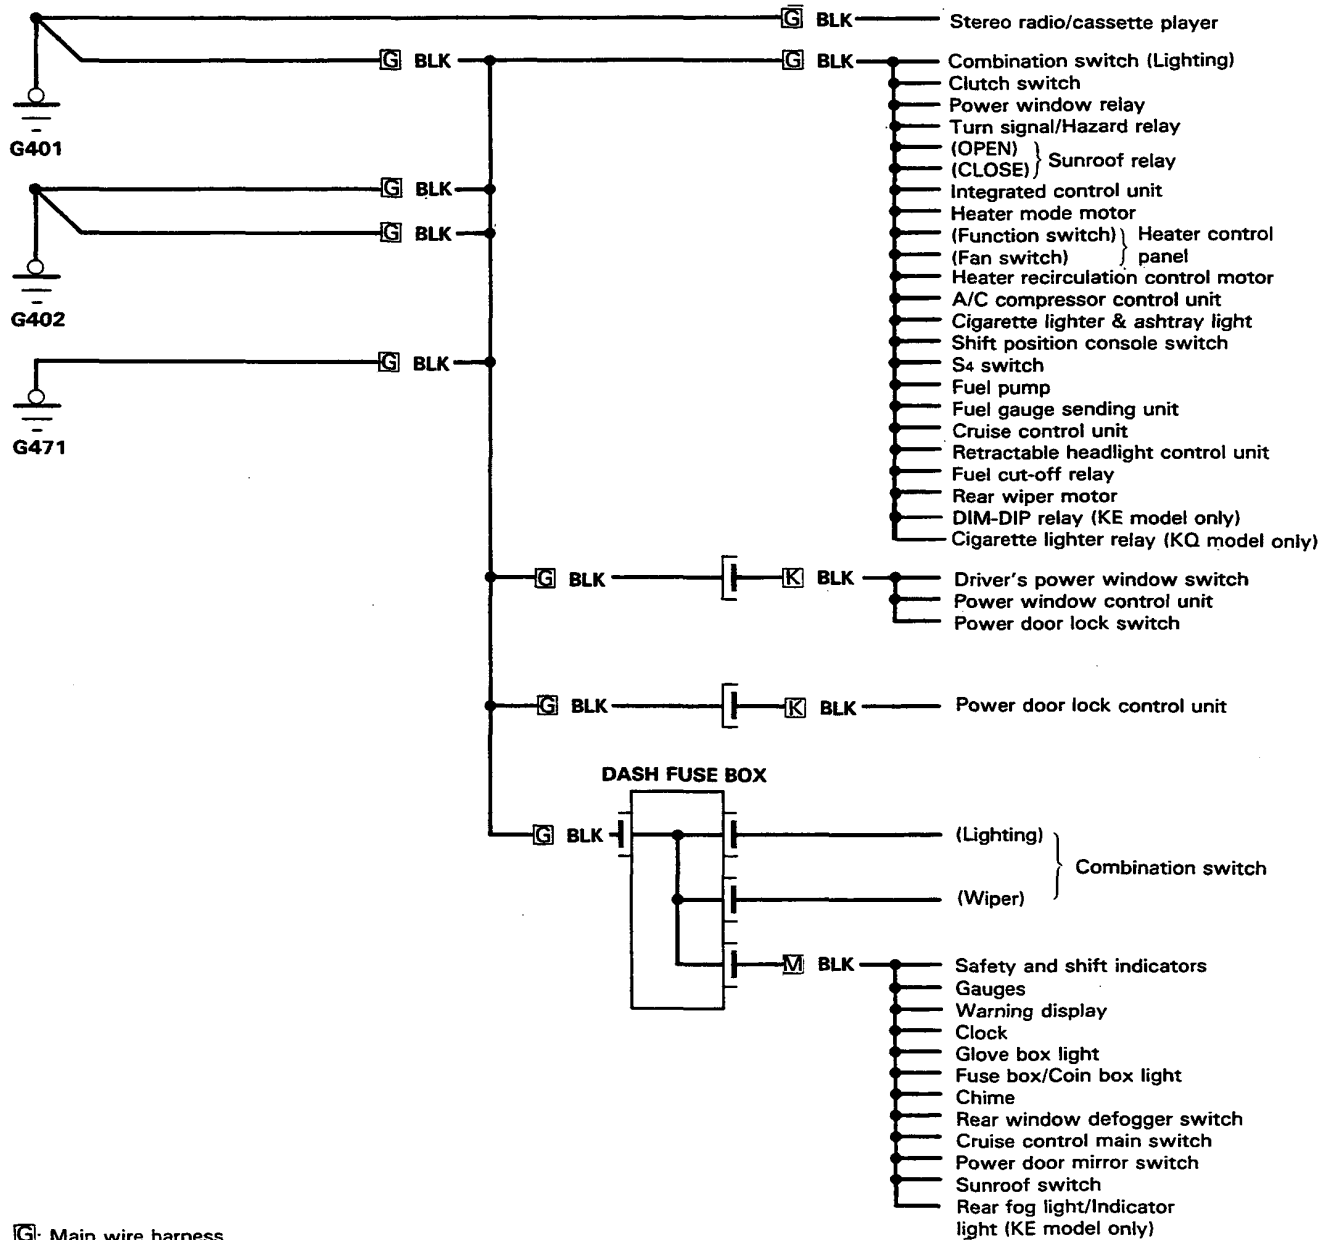 G BLK Stereo radio/cassette player
G BLK G BLK Combination switch (Lighting)
Clutch switch
Power window relay
G401 Turn signal/Hazard relay
(OPEN)
(CLOSE) Sunroof relay
G BLK Integrated control unit
Heater mode motor
G BLK (Function switch) Heater control
(Fan switch) panel
Heater recirculation control motor
A/C compressor control unit
G402 Cigarette lighter & ashtray light
Shift position console switch
G BLK S4 switch
Fuel pump
Fuel gauge sending unit
Cruise control unit
G471 Retractable headlight control unit
Fuel cut-off relay
Rear wiper motor
DIM-DIP relay (KE model only)
Cigarette lighter relay (KQ model only)
G BLK K BLK Driver's power window switch
Power window control unit
Power door lock switch
G BLK K BLK Power door lock control unit
DASH FUSE BOX
G BLK (Lighting)
Combination switch
(Wiper)
M BLK Safety and shift indicators
Gauges
Warning display
Clock
Glove box light
Fuse box/Coin box light
Chime
Rear window defogger switch
Cruise control main switch
Power door mirror switch
Sunroof switch
Rear fog light/Indicator
light (KE model only)
G: Main wire harness